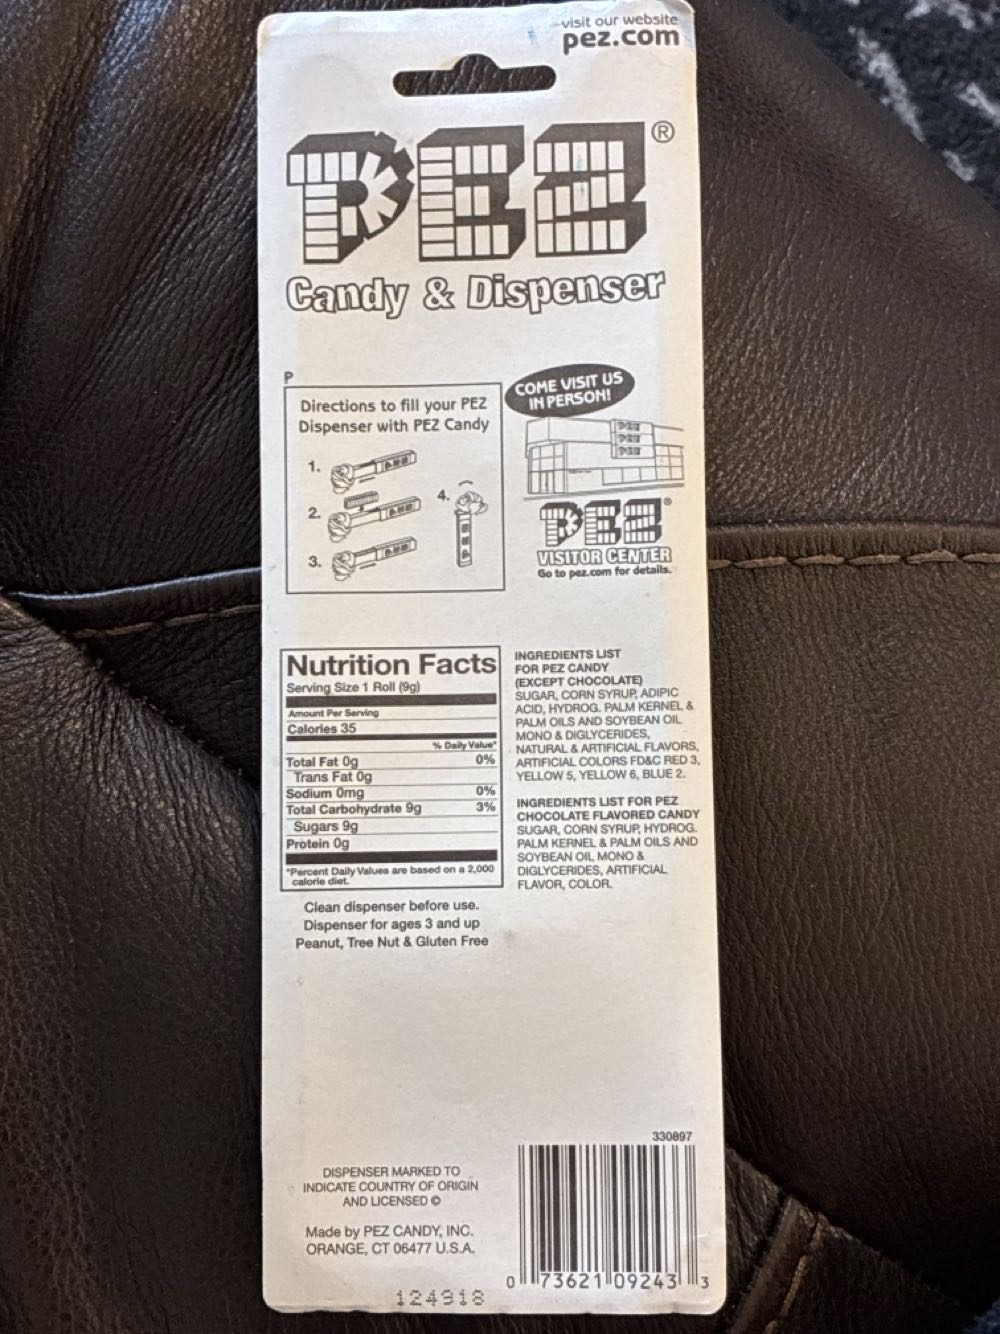 visit our website
pez.com
PEZ®
Candy & Dispenser
P
Directions to fill your PEZ
Dispenser with PEZ Candy
1.
2.
3.
4.
COME VISIT US
IN PERSON!
PEZ
PEZ
PEZ
PEZ®
VISITOR CENTER
Go to pez.com for details.
Nutrition Facts
Serving Size 1 Roll (9g)
Amount Per Serving
Calories 35
% Daily Value*
Total Fat 0g 0%
Trans Fat 0g
Sodium 0mg 0%
Total Carbohydrate 9g 3%
Sugars 9g
Protein 0g
*Percent Daily Values are based on a 2,000
calorie diet.
Clean dispenser before use.
Dispenser for ages 3 and up
Peanut, Tree Nut & Gluten Free
INGREDIENTS LIST
FOR PEZ CANDY
(EXCEPT CHOCOLATE)
SUGAR, CORN SYRUP, ADIPIC
ACID, HYDROG. PALM KERNEL &
PALM OILS AND SOYBEAN OIL
MONO & DIGLYCERIDES,
NATURAL & ARTIFICIAL FLAVORS,
ARTIFICIAL COLORS FD&C RED 3,
YELLOW 5, YELLOW 6, BLUE 2.
INGREDIENTS LIST FOR PEZ
CHOCOLATE FLAVORED CANDY
SUGAR, CORN SYRUP, HYDROG.
PALM KERNEL & PALM OILS AND
SOYBEAN OIL MONO &
DIGLYCERIDES, ARTIFICIAL
FLAVOR, COLOR.
DISPENSER MARKED TO
INDICATE COUNTRY OF ORIGIN
AND LICENSED ©
Made by PEZ CANDY, INC.
ORANGE, CT 06477 U.S.A.
330897
0 73621 09243 3
124918